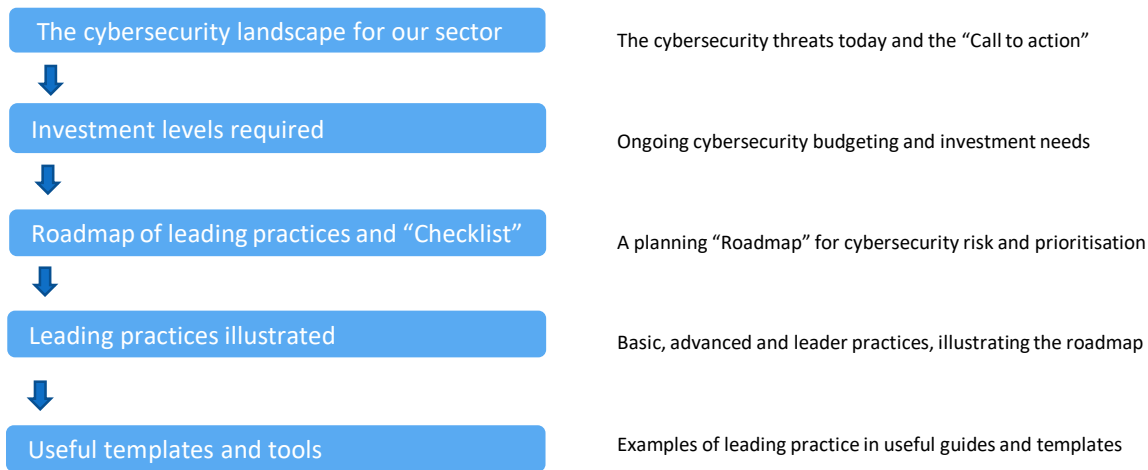 The cybersecurity landscape for our sector
The cybersecurity threats today and the “Call to action”
Investment levels required
Ongoing cybersecurity budgeting and investment needs
Roadmap of leading practices and “Checklist”
A planning “Roadmap” for cybersecurity risk and prioritisation
Leading practices illustrated
Basic, advanced and leader practices, illustrating the roadmap
Useful templates and tools
Examples of leading practice in useful guides and templates